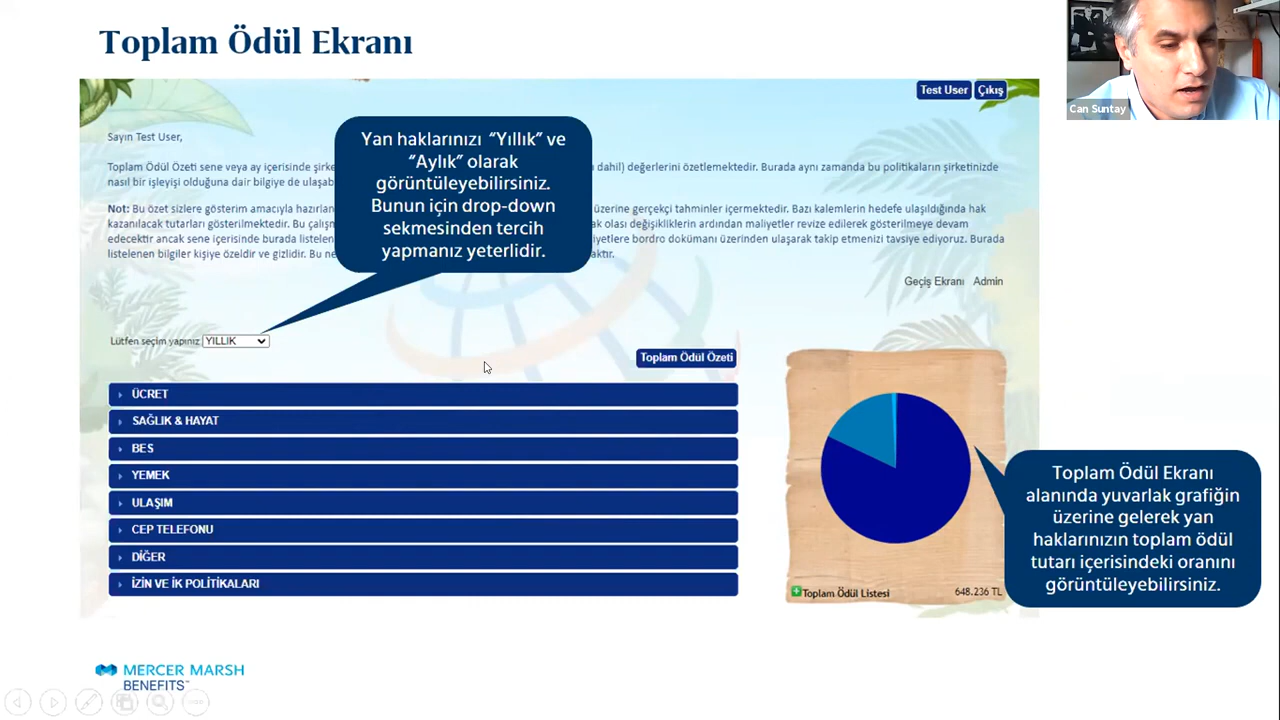 Toplam Ödül Ekranı
Can Suntay
Test User Çıkış
Sayın Test User,
Yan haklarınızı “Yıllık” ve
“Aylık” olarak
görüntüleyebilirsiniz.
Bunun için drop-down
sekmesinden tercih
yapmanız yeterlidir.
Toplam Ödül Özeti sene veya ay içerisinde şirke dahil) değerlerini özetlemektedir. Burada aynı zamanda bu politikaların şirketinizde
nasıl bir işleyişi olduğuna dair bilgiye de ulaşab
Not: Bu özet sizlere gösterim amacıyla hazırlan üzerine gerçekçi tahminler içermektedir. Bazı kalemlerin hedefe ulaşıldığında hak
kazanılacak tutarları gösterilmektedir. Bu çalışm ak olası değişikliklerin ardından maliyetler revize edilerek gösterilmeye devam
edecektir ancak sene içerisinde burada listelen iyetlere bordro dokümanı üzerinden ulaşarak takip etmenizi tavsiye ediyoruz. Burada
listelenen bilgiler kişiye özeldir ve gizlidir. Bu ne aktır.
Geçiş Ekranı Admin
Lütfen seçim yapınız YILLIK
Toplam Ödül Özeti
ÜCRET
SAĞLIK & HAYAT
BES
YEMEK
ULAŞIM
CEP TELEFONU
DİĞER
İZİN VE İK POLİTİKALARI
Toplam Ödül Listesi 648.236 TL
Toplam Ödül Ekranı
alanında yuvarlak grafiğin
üzerine gelerek yan
haklarınızın toplam ödül
tutarı içerisindeki oranını
görüntüleyebilirsiniz.
MERCER MARSH
BENEFITS™